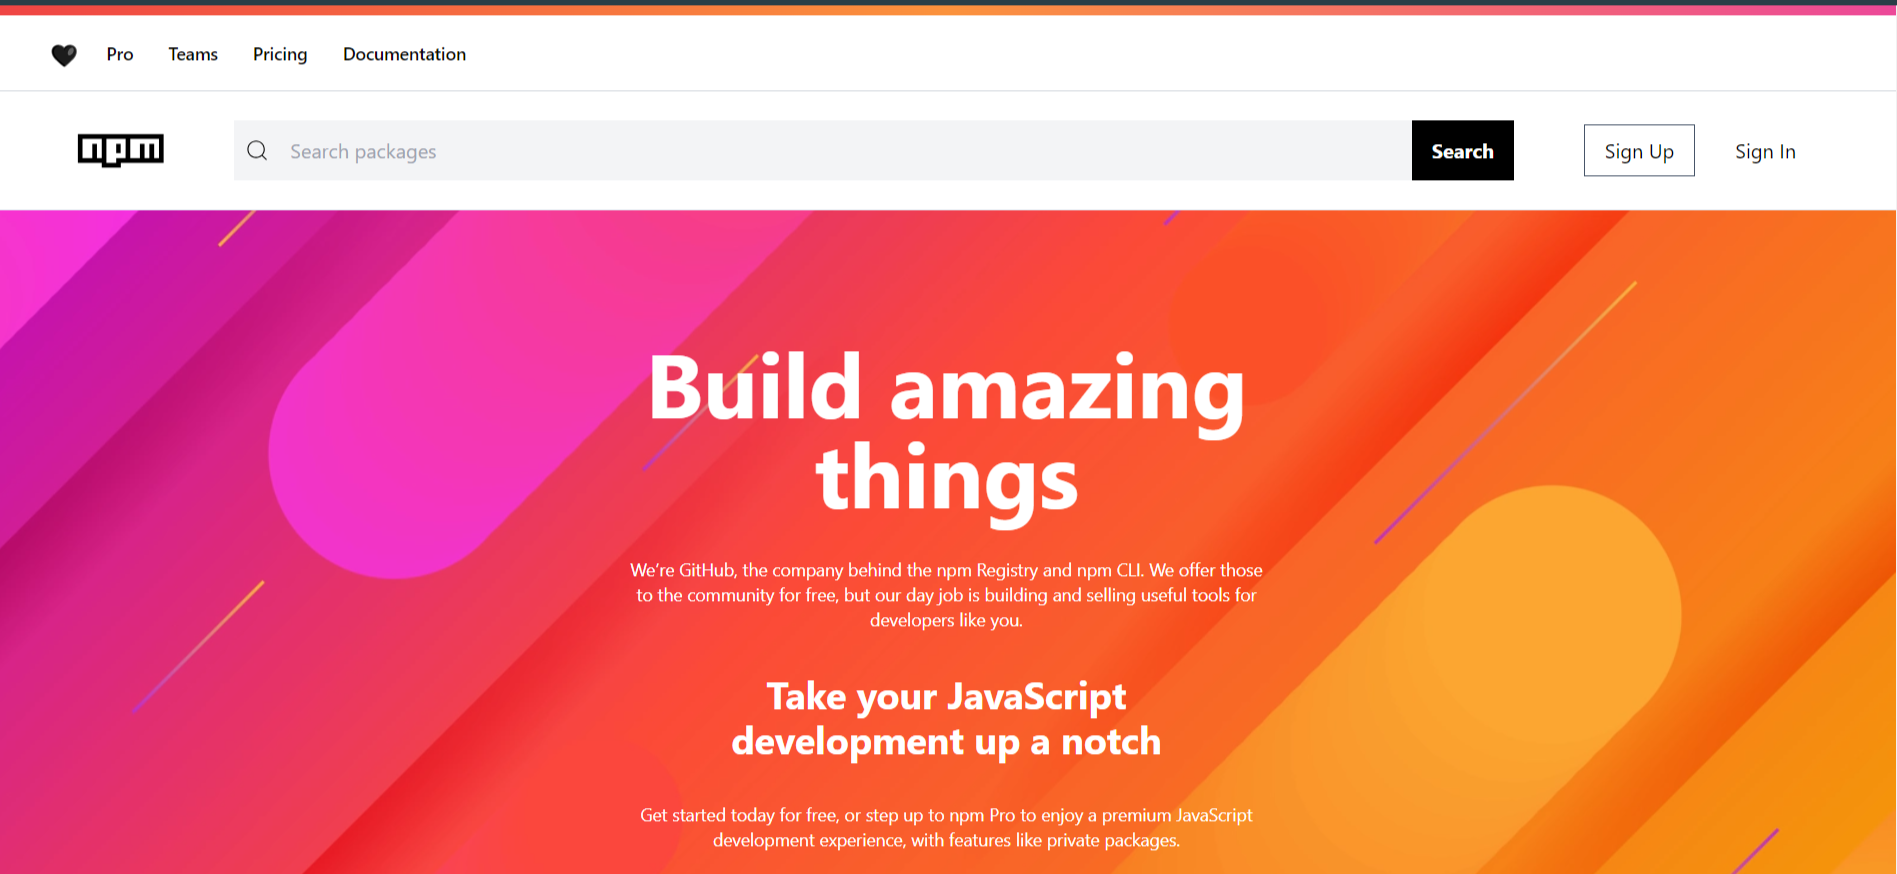 Pro Teams Pricing Documentation
npm Search packages Search Sign Up Sign In
Build amazing
things
We’re GitHub, the company behind the npm Registry and npm CLI. We offer those
to the community for free, but our day job is building and selling useful tools for
developers like you.
Take your JavaScript
development up a notch
Get started today for free, or step up to npm Pro to enjoy a premium JavaScript
development experience, with features like private packages.